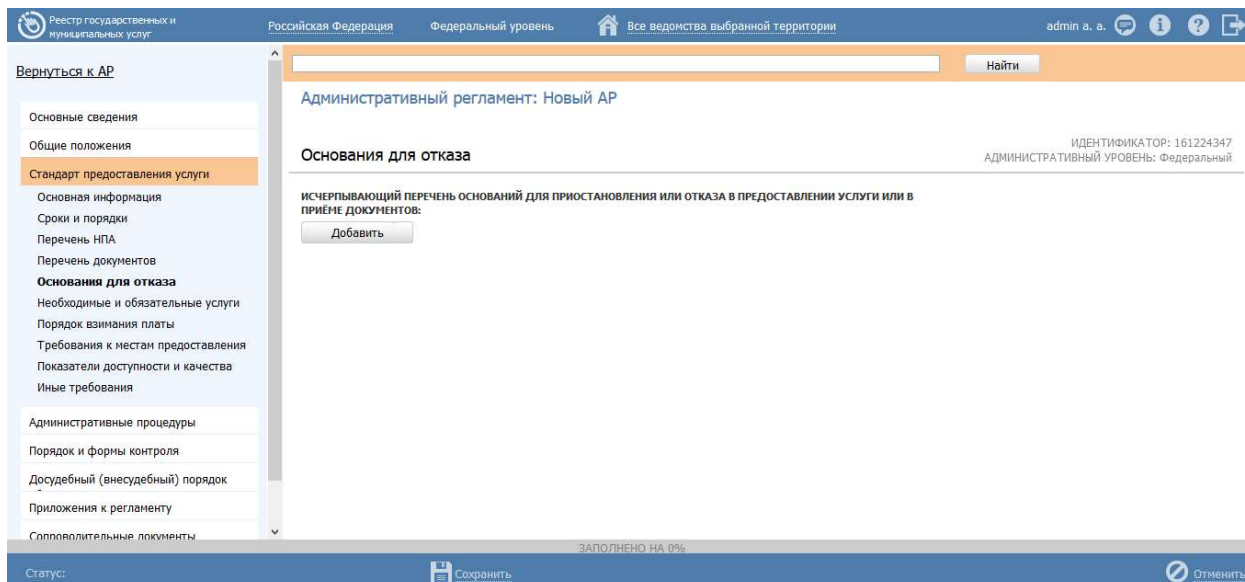 Реестр государственных и
муниципальных услуг
Российская Федерация
Федеральный уровень
Все ведомства выбранной территории
admin a. a.
Вернуться к АР
Найти
Основные сведения
Общие положения
Стандарт предоставления услуги
Основная информация
Сроки и порядки
Перечень НПА
Перечень документов
Основания для отказа
Необходимые и обязательные услуги
Порядок взимания платы
Требования к местам предоставления
Показатели доступности и качества
Иные требования
Административные процедуры
Порядок и формы контроля
Досудебный (внесудебный) порядок
Приложения к регламенту
Сопроводительные документы
Административный регламент: Новый АР
Основания для отказа
ИДЕНТИФИКАТОР: 161224347
АДМИНИСТРАТИВНЫЙ УРОВЕНЬ: Федеральный
ИСЧЕРПЫВАЮЩИЙ ПЕРЕЧЕНЬ ОСНОВАНИЙ ДЛЯ ПРИОСТАНОВЛЕНИЯ ИЛИ ОТКАЗА В ПРЕДОСТАВЛЕНИИ УСЛУГИ ИЛИ В
ПРИЁМЕ ДОКУМЕНТОВ:
Добавить
ЗАПОЛНЕНО НА 0%
Статус:
Сохранить
Отменить